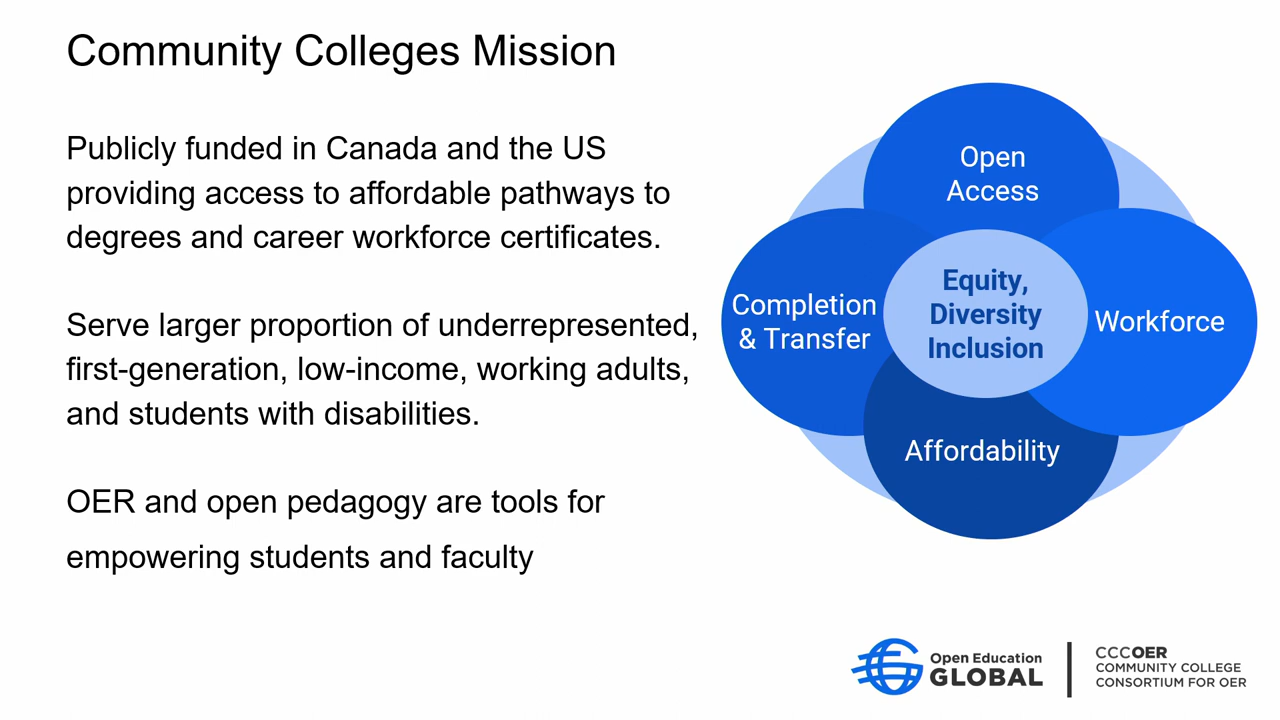 Community Colleges Mission
Publicly funded in Canada and the US
providing access to affordable pathways to
degrees and career workforce certificates.
Serve larger proportion of underrepresented,
first-generation, low-income, working adults,
and students with disabilities.
OER and open pedagogy are tools for
empowering students and faculty
Open
Access
Completion
& Transfer
Equity,
Diversity
Inclusion
Workforce
Affordability
Open Education
GLOBAL
CCCOER
COMMUNITY COLLEGE
CONSORTIUM FOR OER